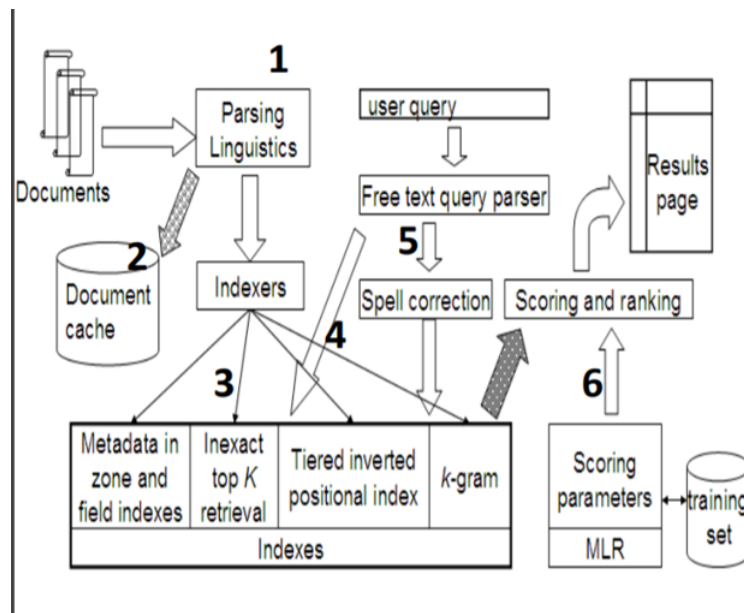 1
Parsing
Linguistics
user query
Results
page
Documents
Free text query parser
2
5
Document
cache
Indexers
Spell correction
Scoring and ranking
4
3
6
Metadata in
zone and
field indexes
Inexact
top K
retrieval
Tiered inverted
positional index
k-gram
Indexes
Scoring
parameters
MLR
training
set